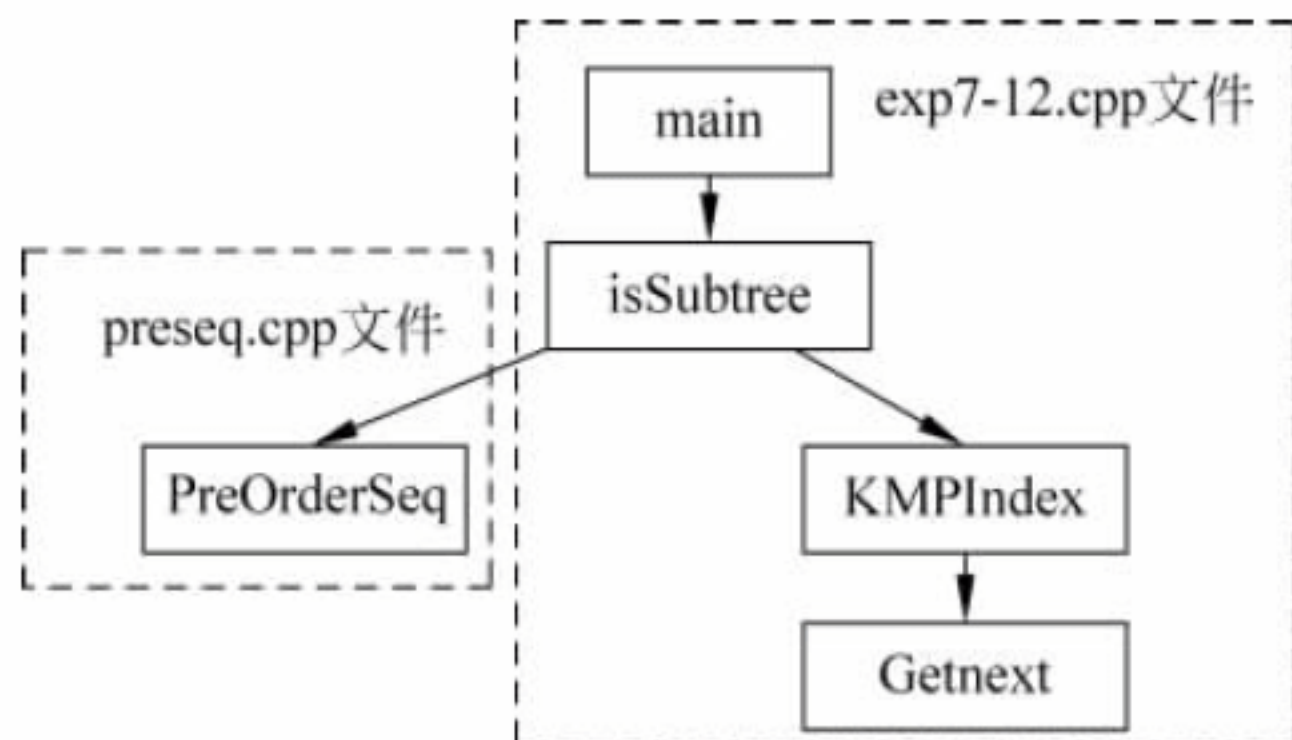 main
exp7-12.cpp文件
isSubtree
preseq.cpp文件
PreOrderSeq
KMPIndex
Getnext